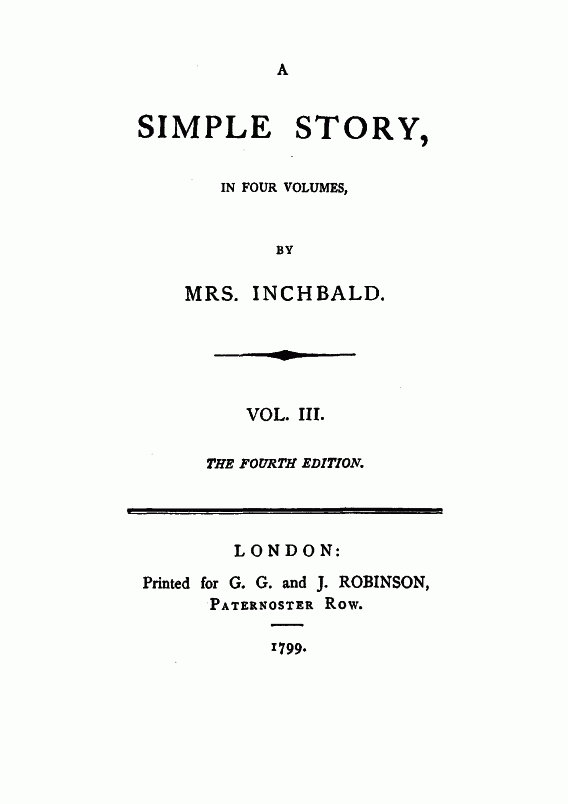 A
SIMPLE STORY,
IN FOUR VOLUMES,
BY
MRS. INCHBALD.
VOL. III.
THE FOURTH EDITION.
LONDON:
Printed for G. G. and J. ROBINSON,
PATERNOSTER ROW.
1799.